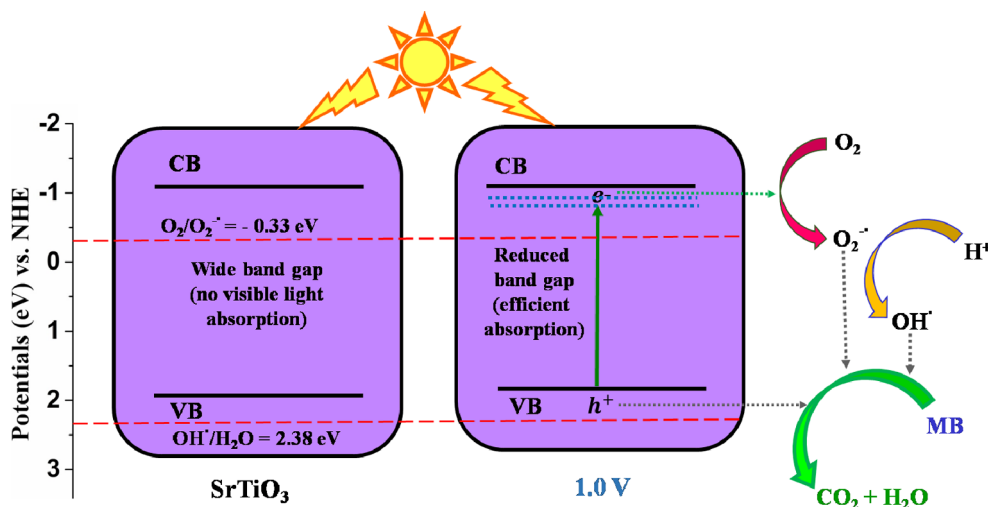 Potentials (eV) vs. NHE
-2
-1
0
1
2
3
CB
O₂/O₂⁻˙ = - 0.33 eV
Wide band gap
(no visible light
absorption)
VB
OH˙/H₂O = 2.38 eV
SrTiO₃
CB
e-
Reduced
band gap
(efficient
absorption)
VB
h⁺
1.0 V
O₂
O₂⁻˙
H⁺
OH˙
MB
CO₂ + H₂O